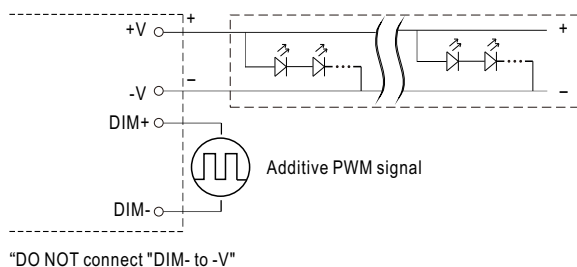 +
+V
+
−
−
-V
DIM+
Additive PWM signal
DIM-
“DO NOT connect "DIM- to -V"